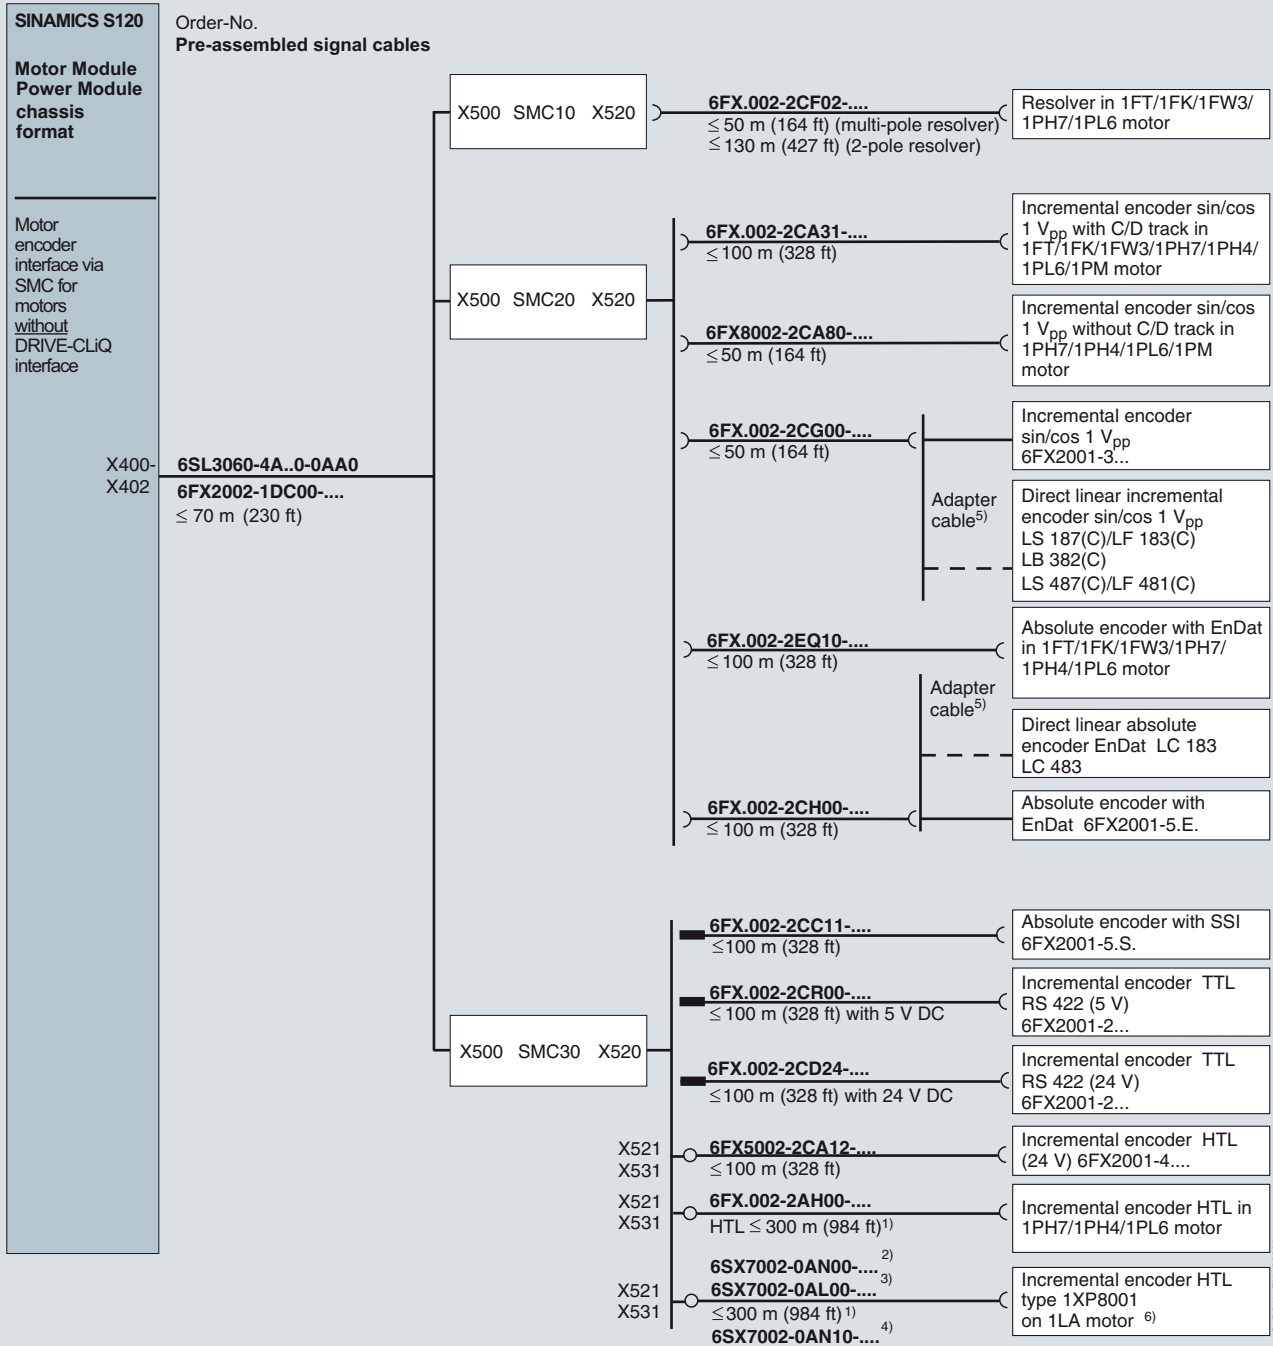 SINAMICS S120
Motor Module
Power Module
chassis
format
Motor
encoder
interface via
SMC for
motors
without
DRIVE-CLiQ
interface
X400-
X402
Order-No.
Pre-assembled signal cables
6SL3060-4A..0-0AA0
6FX2002-1DC00-....
≤ 70 m (230 ft)
X500 SMC10 X520
6FX.002-2CF02-....
≤ 50 m (164 ft) (multi-pole resolver)
≤ 130 m (427 ft) (2-pole resolver)
Resolver in 1FT/1FK/1FW3/
1PH7/1PL6 motor
X500 SMC20 X520
6FX.002-2CA31-....
≤ 100 m (328 ft)
Incremental encoder sin/cos
1 Vpp with C/D track in
1FT/1FK/1FW3/1PH7/1PH4/
1PL6/1PM motor
6FX8002-2CA80-....
≤ 50 m (164 ft)
Incremental encoder sin/cos
1 Vpp without C/D track in
1PH7/1PH4/1PL6/1PM
motor
6FX.002-2CG00-....
≤ 50 m (164 ft)
Incremental encoder
sin/cos 1 Vpp
6FX2001-3...
Adapter
cable5)
Direct linear incremental
encoder sin/cos 1 Vpp
LS 187(C)/LF 183(C)
LB 382(C)
LS 487(C)/LF 481(C)
6FX.002-2EQ10-....
≤ 100 m (328 ft)
Absolute encoder with EnDat
in 1FT/1FK/1FW3/1PH7/
1PH4/1PL6 motor
Adapter
cable5)
Direct linear absolute
encoder EnDat LC 183
LC 483
6FX.002-2CH00-....
≤ 100 m (328 ft)
Absolute encoder with
EnDat 6FX2001-5.E.
X500 SMC30 X520
6FX.002-2CC11-....
≤100 m (328 ft)
Absolute encoder with SSI
6FX2001-5.S.
6FX.002-2CR00-....
≤ 100 m (328 ft) with 5 V DC
Incremental encoder TTL
RS 422 (5 V)
6FX2001-2...
6FX.002-2CD24-....
≤100 m (328 ft) with 24 V DC
Incremental encoder TTL
RS 422 (24 V)
6FX2001-2...
X521
X531
6FX5002-2CA12-....
≤ 100 m (328 ft)
Incremental encoder HTL
(24 V) 6FX2001-4....
X521
X531
6FX.002-2AH00-....
HTL ≤ 300 m (984 ft)1)
Incremental encoder HTL in
1PH7/1PH4/1PL6 motor
X521
X531
6SX7002-0AN00-....2)
6SX7002-0AL00-....3)
≤300 m (984 ft)1)
6SX7002-0AN10-....4)
Incremental encoder HTL
type 1XP8001
on 1LA motor 6)